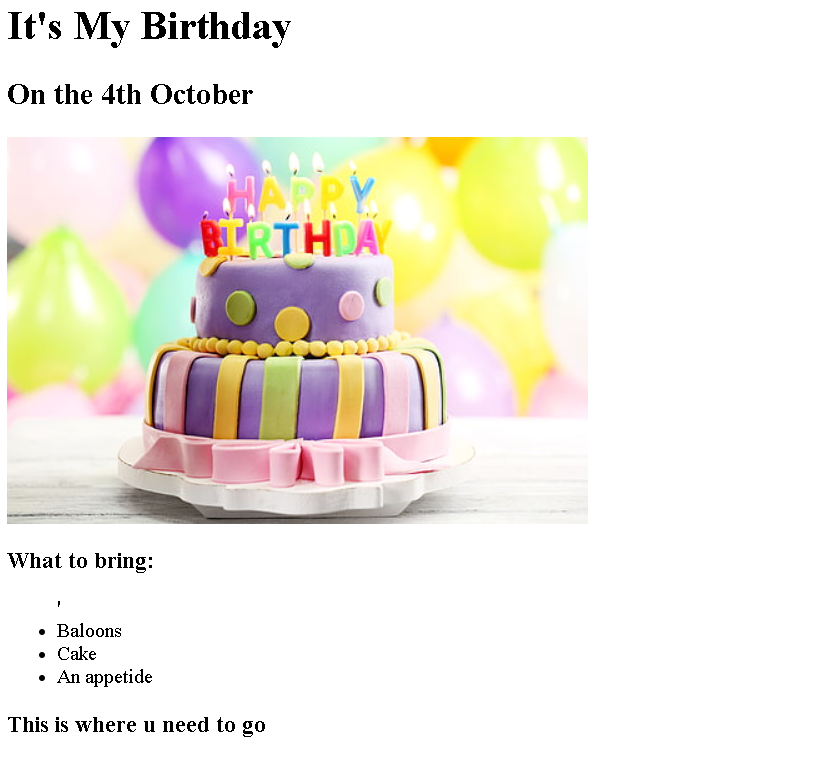 It's My Birthday
On the 4th October
HAPPY
BIRTHDAY
What to bring:
'
Baloons
Cake
An appetide
This is where u need to go